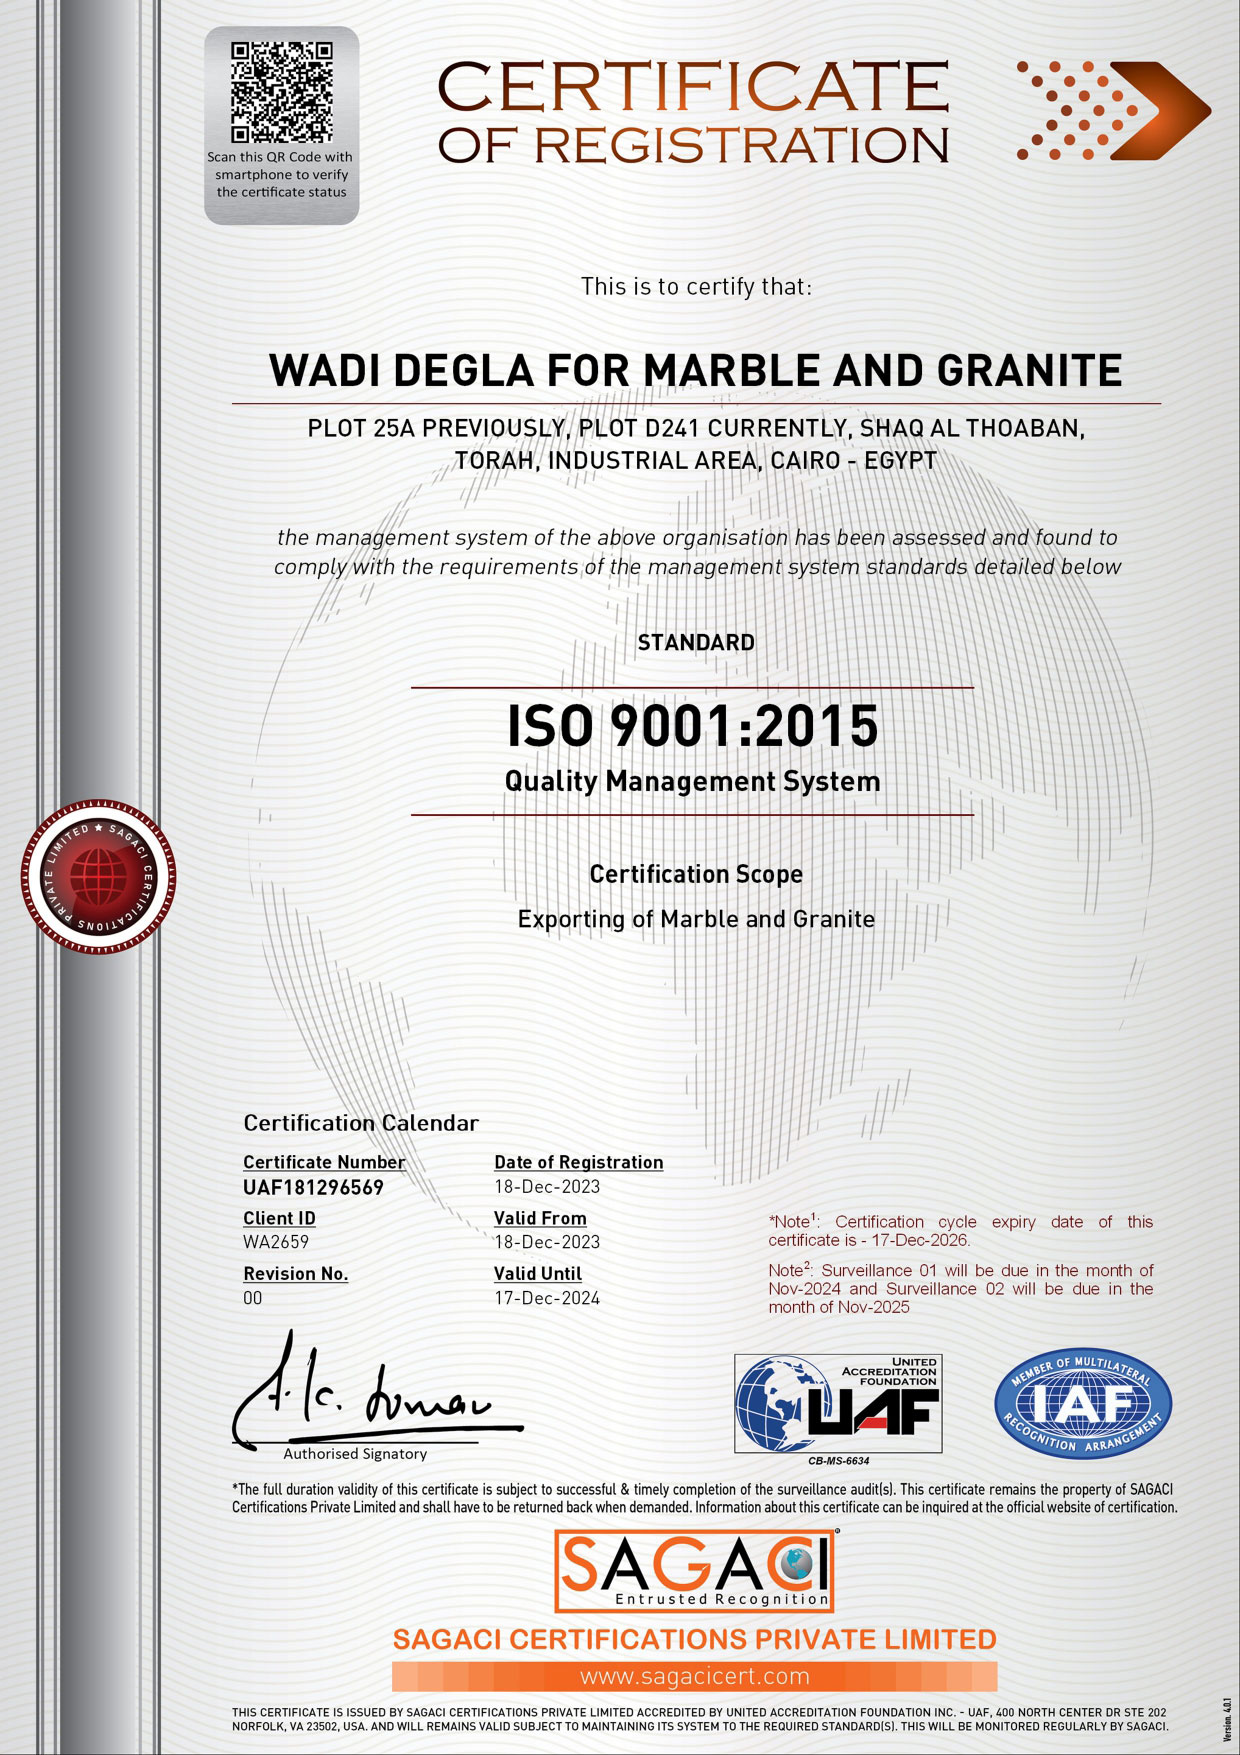 Scan this QR Code with
smartphone to verify
the certificate status
CERTIFICATE
OF REGISTRATION
This is to certify that:
WADI DEGLA FOR MARBLE AND GRANITE
PLOT 25A PREVIOUSLY, PLOT D241 CURRENTLY, SHAQ AL THOABAN,
TORAH, INDUSTRIAL AREA, CAIRO - EGYPT
the management system of the above organisation has been assessed and found to
comply with the requirements of the management system standards detailed below
STANDARD
ISO 9001:2015
Quality Management System
SAGACI CERTIFICATIONS PRIVATE LIMITED ★
Certification Scope
Exporting of Marble and Granite
Certification Calendar
Certificate Number
UAF181296569
Client ID
WA2659
Revision No.
00
Date of Registration
18-Dec-2023
Valid From
18-Dec-2023
Valid Until
17-Dec-2024
*Note¹: Certification cycle expiry date of this
certificate is - 17-Dec-2026.
Note²: Surveillance 01 will be due in the month of
Nov-2024 and Surveillance 02 will be due in the
month of Nov-2025
Authorised Signatory
UNITED
ACCREDITATION
FOUNDATION
UAF
CB-MS-6634
MEMBER OF MULTILATERAL
IAF
RECOGNITION ARRANGEMENT
*The full duration validity of this certificate is subject to successful & timely completion of the surveillance audit(s). This certificate remains the property of SAGACI
Certifications Private Limited and shall have to be returned back when demanded. Information about this certificate can be inquired at the official website of certification.
SAGACI®
Entrusted Recognition
SAGACI CERTIFICATIONS PRIVATE LIMITED
www.sagacicert.com
THIS CERTIFICATE IS ISSUED BY SAGACI CERTIFICATIONS PRIVATE LIMITED ACCREDITED BY UNITED ACCREDITATION FOUNDATION INC. - UAF, 400 NORTH CENTER DR STE 202
NORFOLK, VA 23502, USA. AND WILL REMAINS VALID SUBJECT TO MAINTAINING ITS SYSTEM TO THE REQUIRED STANDARD(S). THIS WILL BE MONITORED REGULARLY BY SAGACI.
Version. 4.0.1